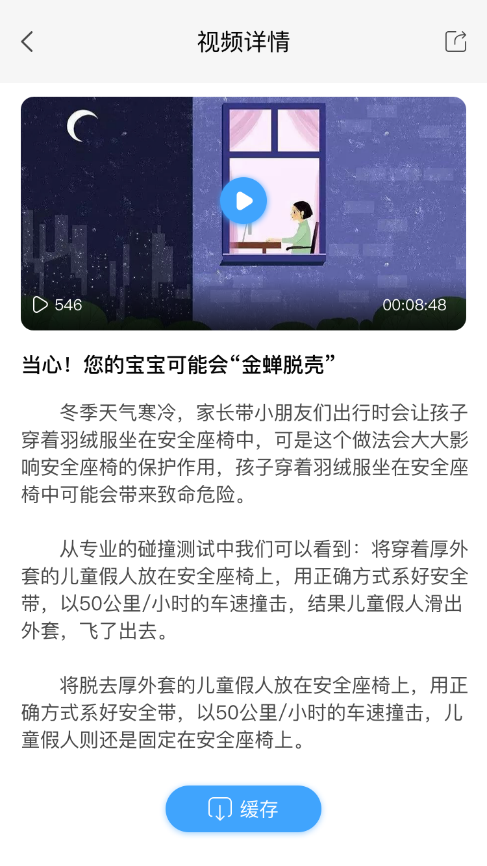 视频详情
546
00:08:48
当心！您的宝宝可能会“金蝉脱壳”
冬季天气寒冷，家长带小朋友们出行时会让孩子
穿着羽绒服坐在安全座椅中，可是这个做法会大大影
响安全座椅的保护作用，孩子穿着羽绒服坐在安全座
椅中可能会带来致命危险。
从专业的碰撞测试中我们可以看到：将穿着厚外
套的儿童假人放在安全座椅上，用正确方式系好安全
带，以50公里/小时的车速撞击，结果儿童假人滑出
外套，飞了出去。
将脱去厚外套的儿童假人放在安全座椅上，用正
确方式系好安全带，以50公里/小时的车速撞击，儿
童假人则还是固定在安全座椅上。
缓存